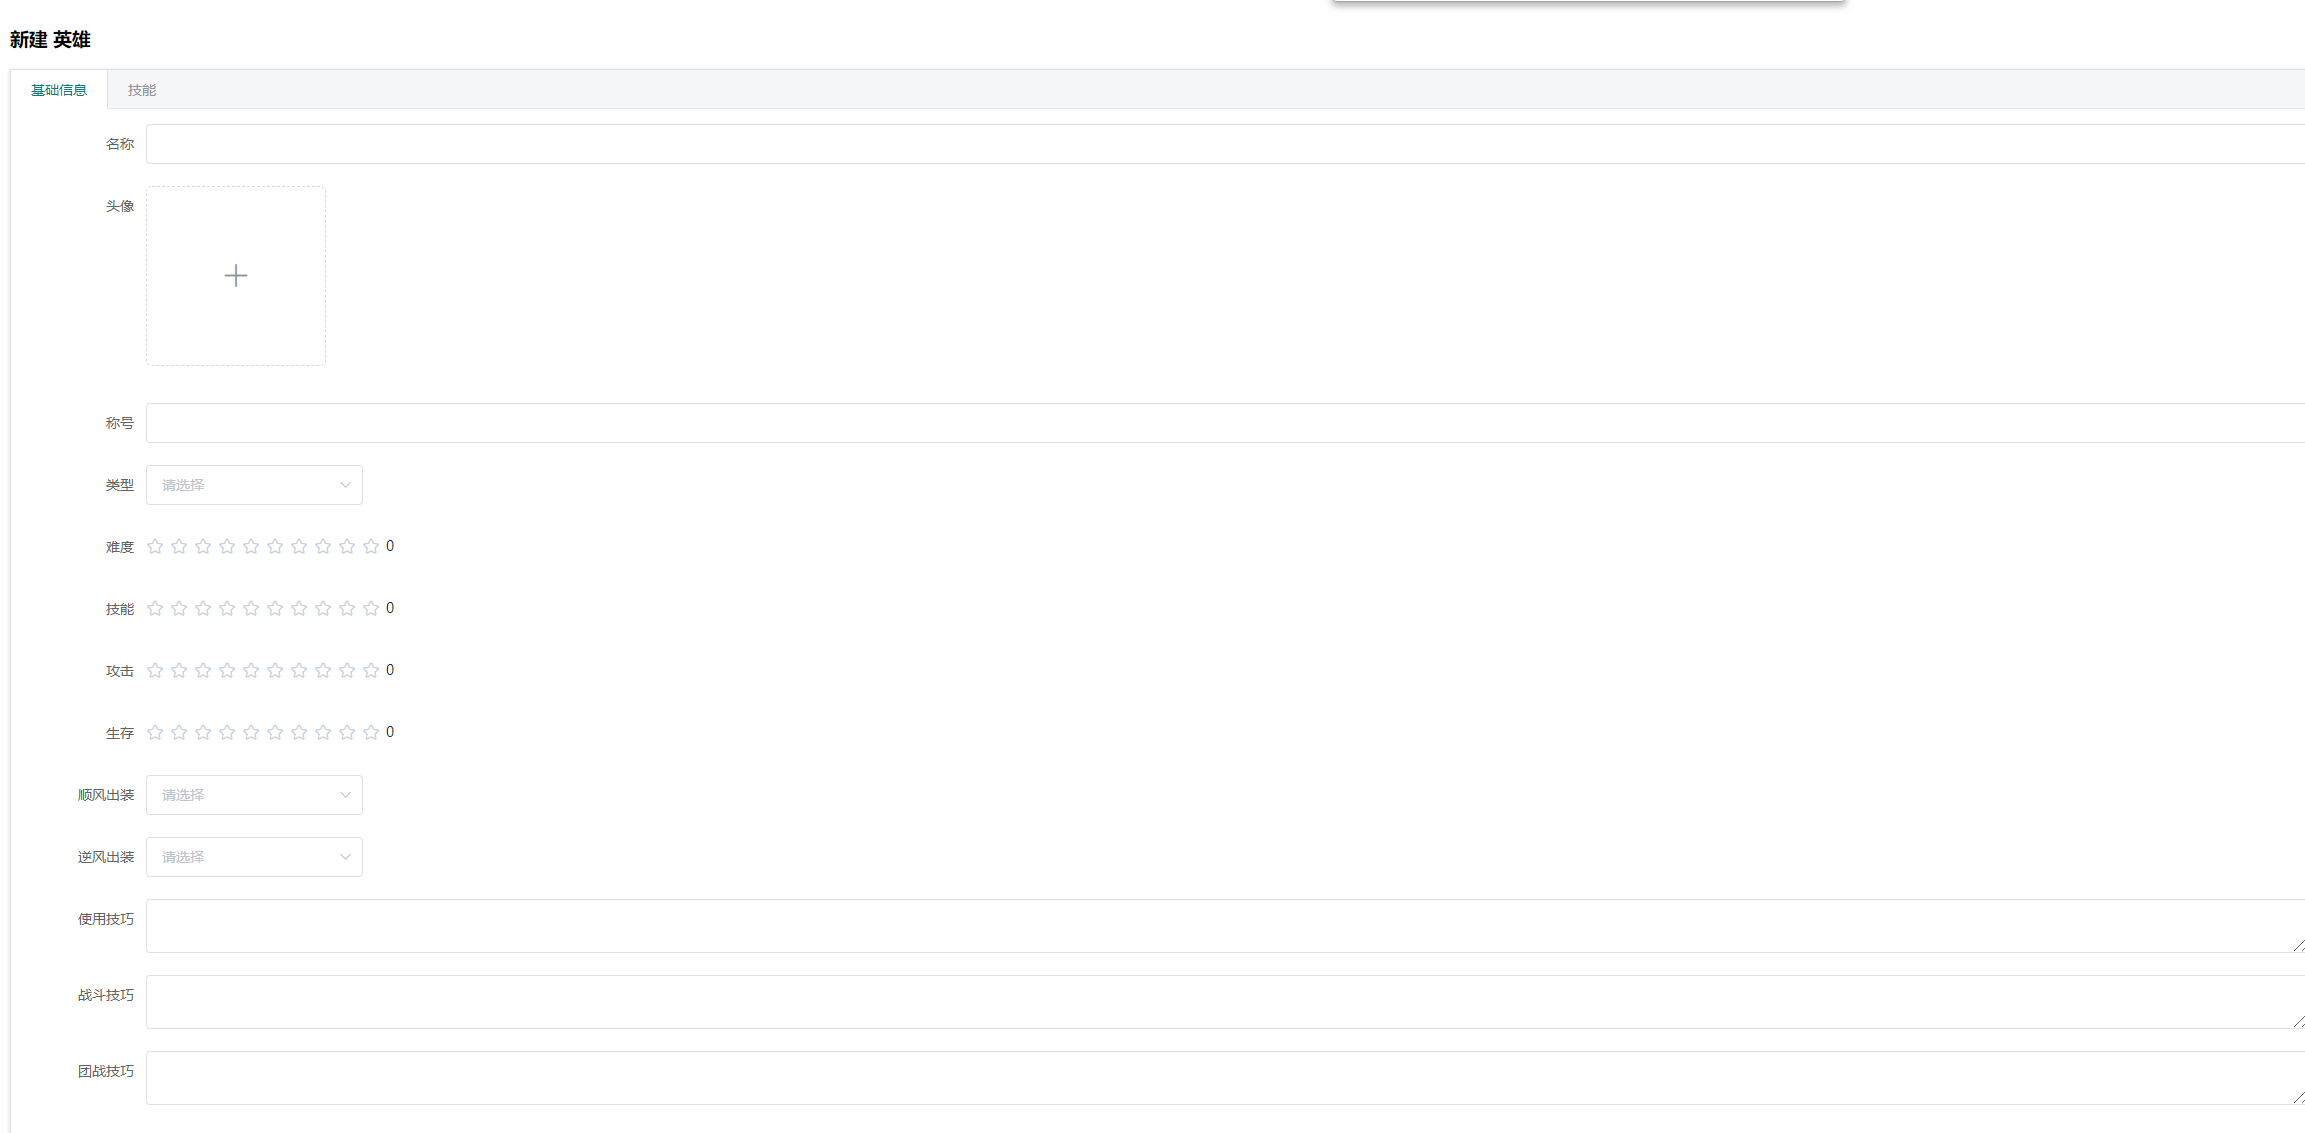 新建 英雄
基础信息 技能
名称
头像
称号
类型 请选择
难度 0
技能 0
攻击 0
生存 0
顺风出装 请选择
逆风出装 请选择
使用技巧
战斗技巧
团战技巧